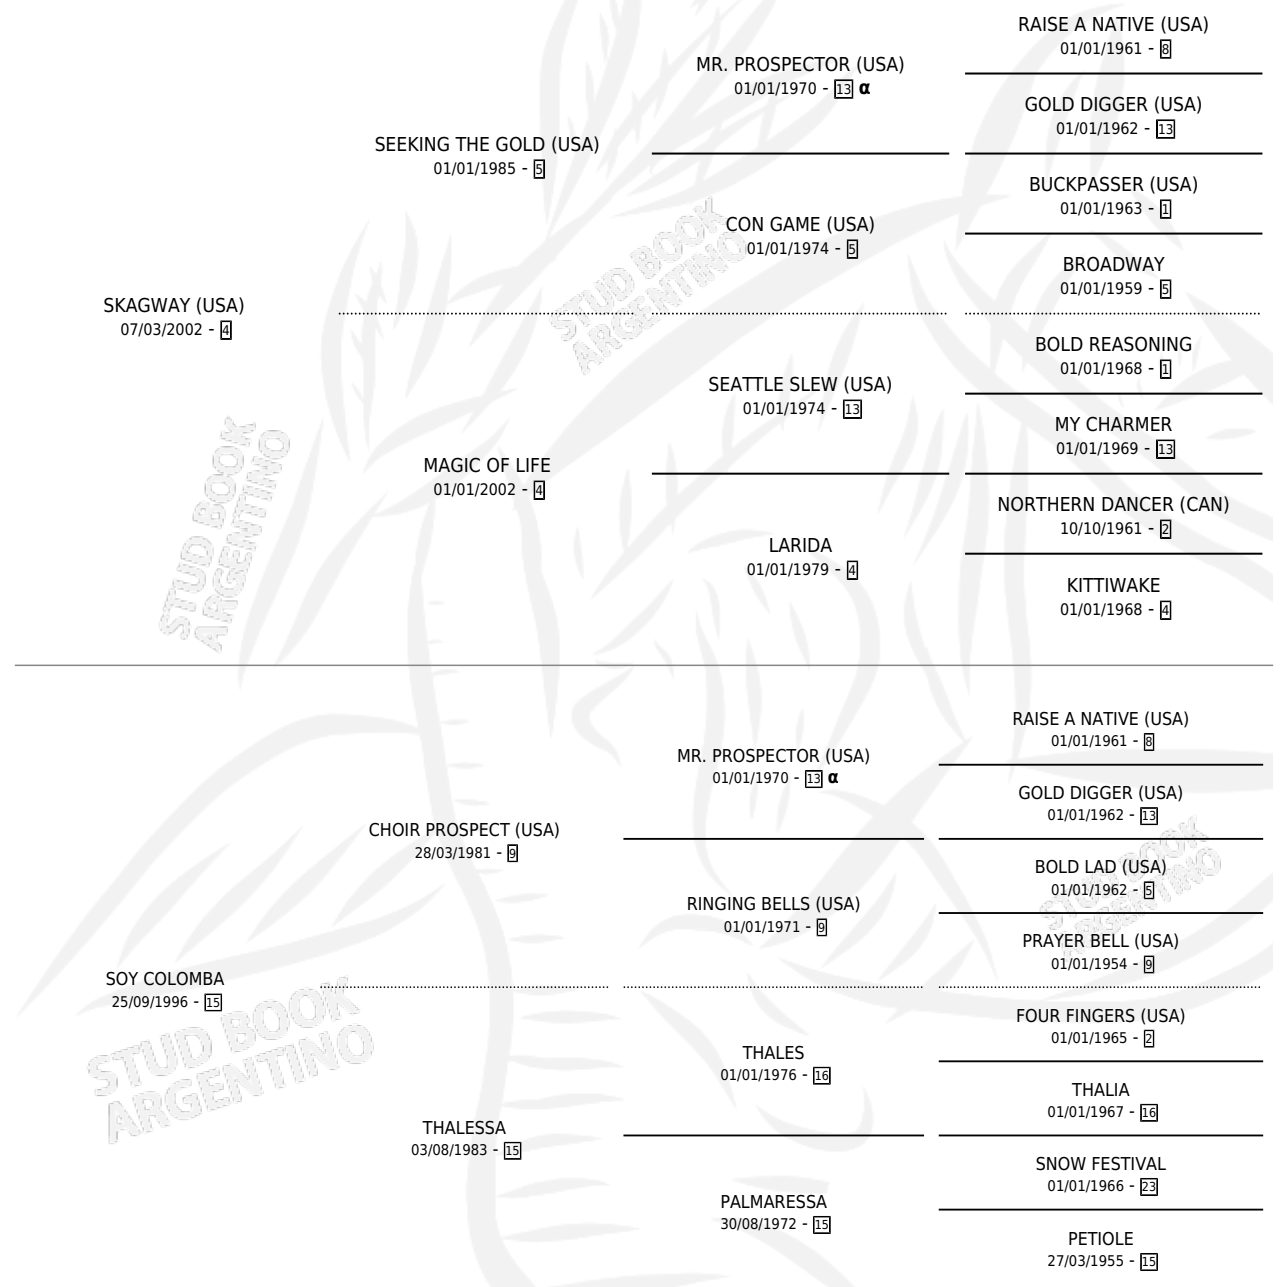 RAISE A NATIVE (USA)
01/01/1961 - 8
MR. PROSPECTOR (USA)
01/01/1970 - 13 α
GOLD DIGGER (USA)
01/01/1962 - 13
SEEKING THE GOLD (USA)
01/01/1985 - 5
BUCKPASSER (USA)
01/01/1963 - 1
CON GAME (USA)
01/01/1974 - 5
BROADWAY
01/01/1959 - 5
STUD BOOK
ARGENTINO
SKAGWAY (USA)
07/03/2002 - 4
BOLD REASONING
01/01/1968 - 1
SEATTLE SLEW (USA)
01/01/1974 - 13
MY CHARMER
01/01/1969 - 13
MAGIC OF LIFE
01/01/2002 - 4
NORTHERN DANCER (CAN)
10/10/1961 - 2
LARIDA
01/01/1979 - 4
KITTIWAKE
01/01/1968 - 4
STUD BOOK
ARGENTINO
RAISE A NATIVE (USA)
01/01/1961 - 8
MR. PROSPECTOR (USA)
01/01/1970 - 13 α
GOLD DIGGER (USA)
01/01/1962 - 13
CHOIR PROSPECT (USA)
28/03/1981 - 9
BOLD LAD (USA)
01/01/1962 - 5
RINGING BELLS (USA)
01/01/1971 - 9
PRAYER BELL (USA)
01/01/1954 - 9
STUD BOOK
ARGENTINO
SOY COLOMBA
25/09/1996 - 15
FOUR FINGERS (USA)
01/01/1965 - 2
THALES
01/01/1976 - 16
THALIA
01/01/1967 - 16
THALESSA
03/08/1983 - 15
SNOW FESTIVAL
01/01/1966 - 23
PALMARESSA
30/08/1972 - 15
PETIOLE
27/03/1955 - 15
STUD BOOK
ARGENTINO